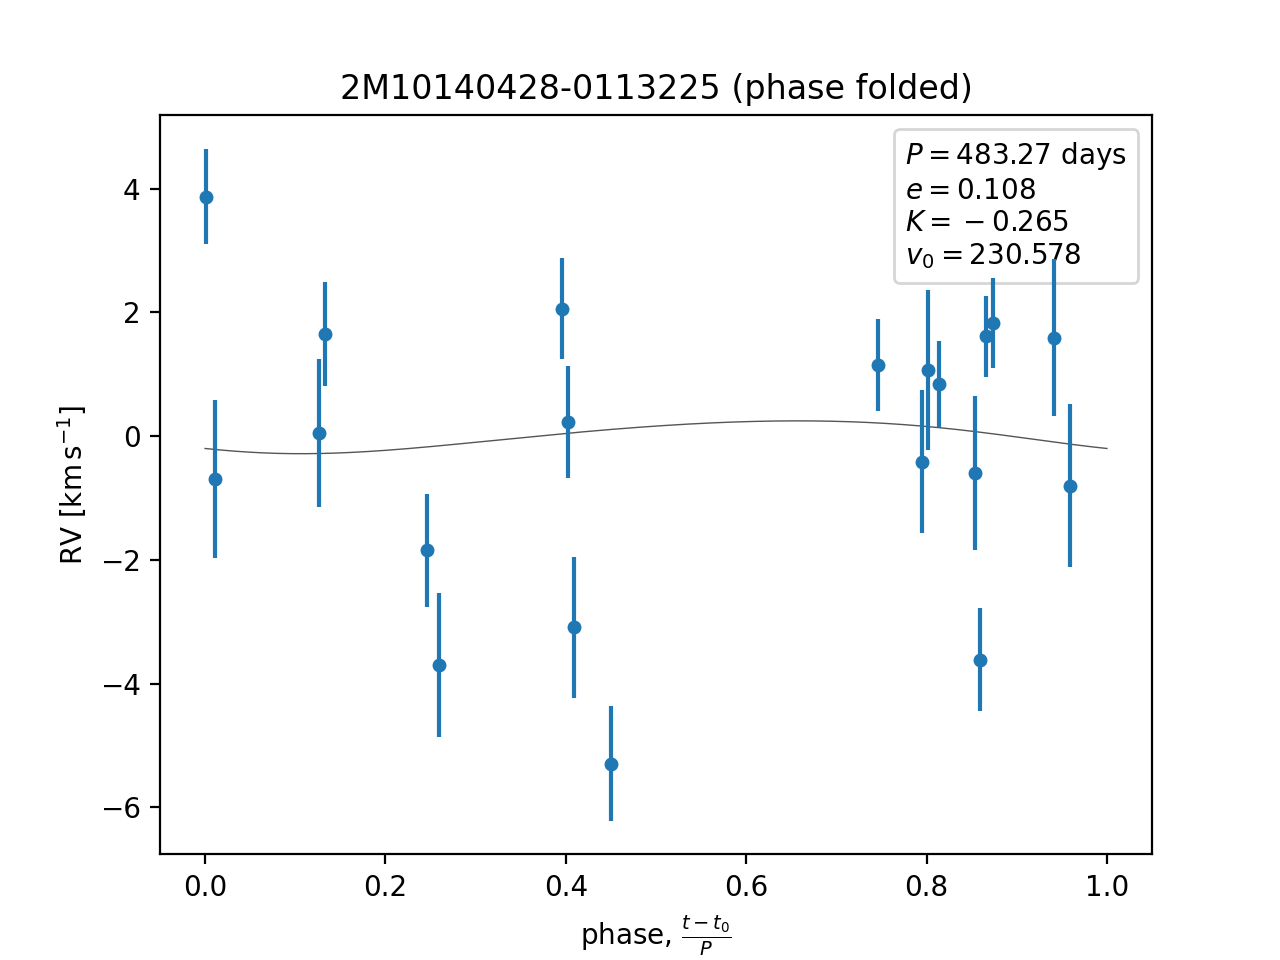 2M10140428-0113225 (phase folded)
P = 483.27 days
e = 0.108
K = −0.265
v₀ = 230.578
4
2
0
−2
−4
−6
RV [km s⁻¹]
0.0 0.2 0.4 0.6 0.8 1.0
phase, (t − t₀)/P